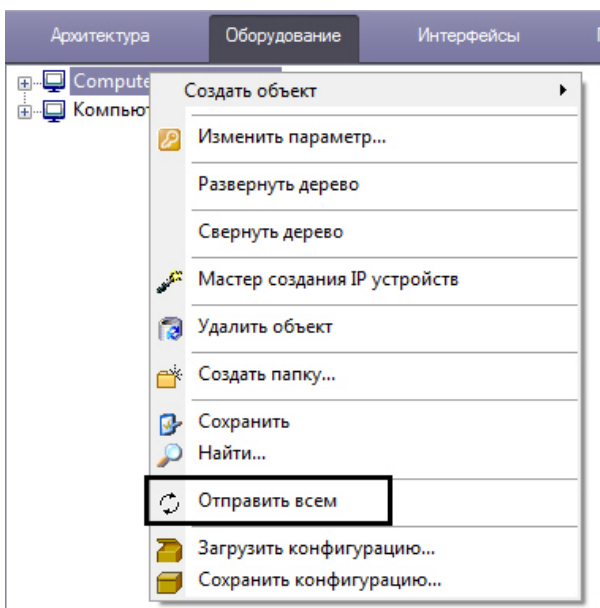 Архитектура Оборудование Интерфейсы
Compute
Компьют
Создать объект
Изменить параметр...
Развернуть дерево
Свернуть дерево
Мастер создания IP устройств
Удалить объект
Создать папку...
Сохранить
Найти...
Отправить всем
Загрузить конфигурацию...
Сохранить конфигурацию...